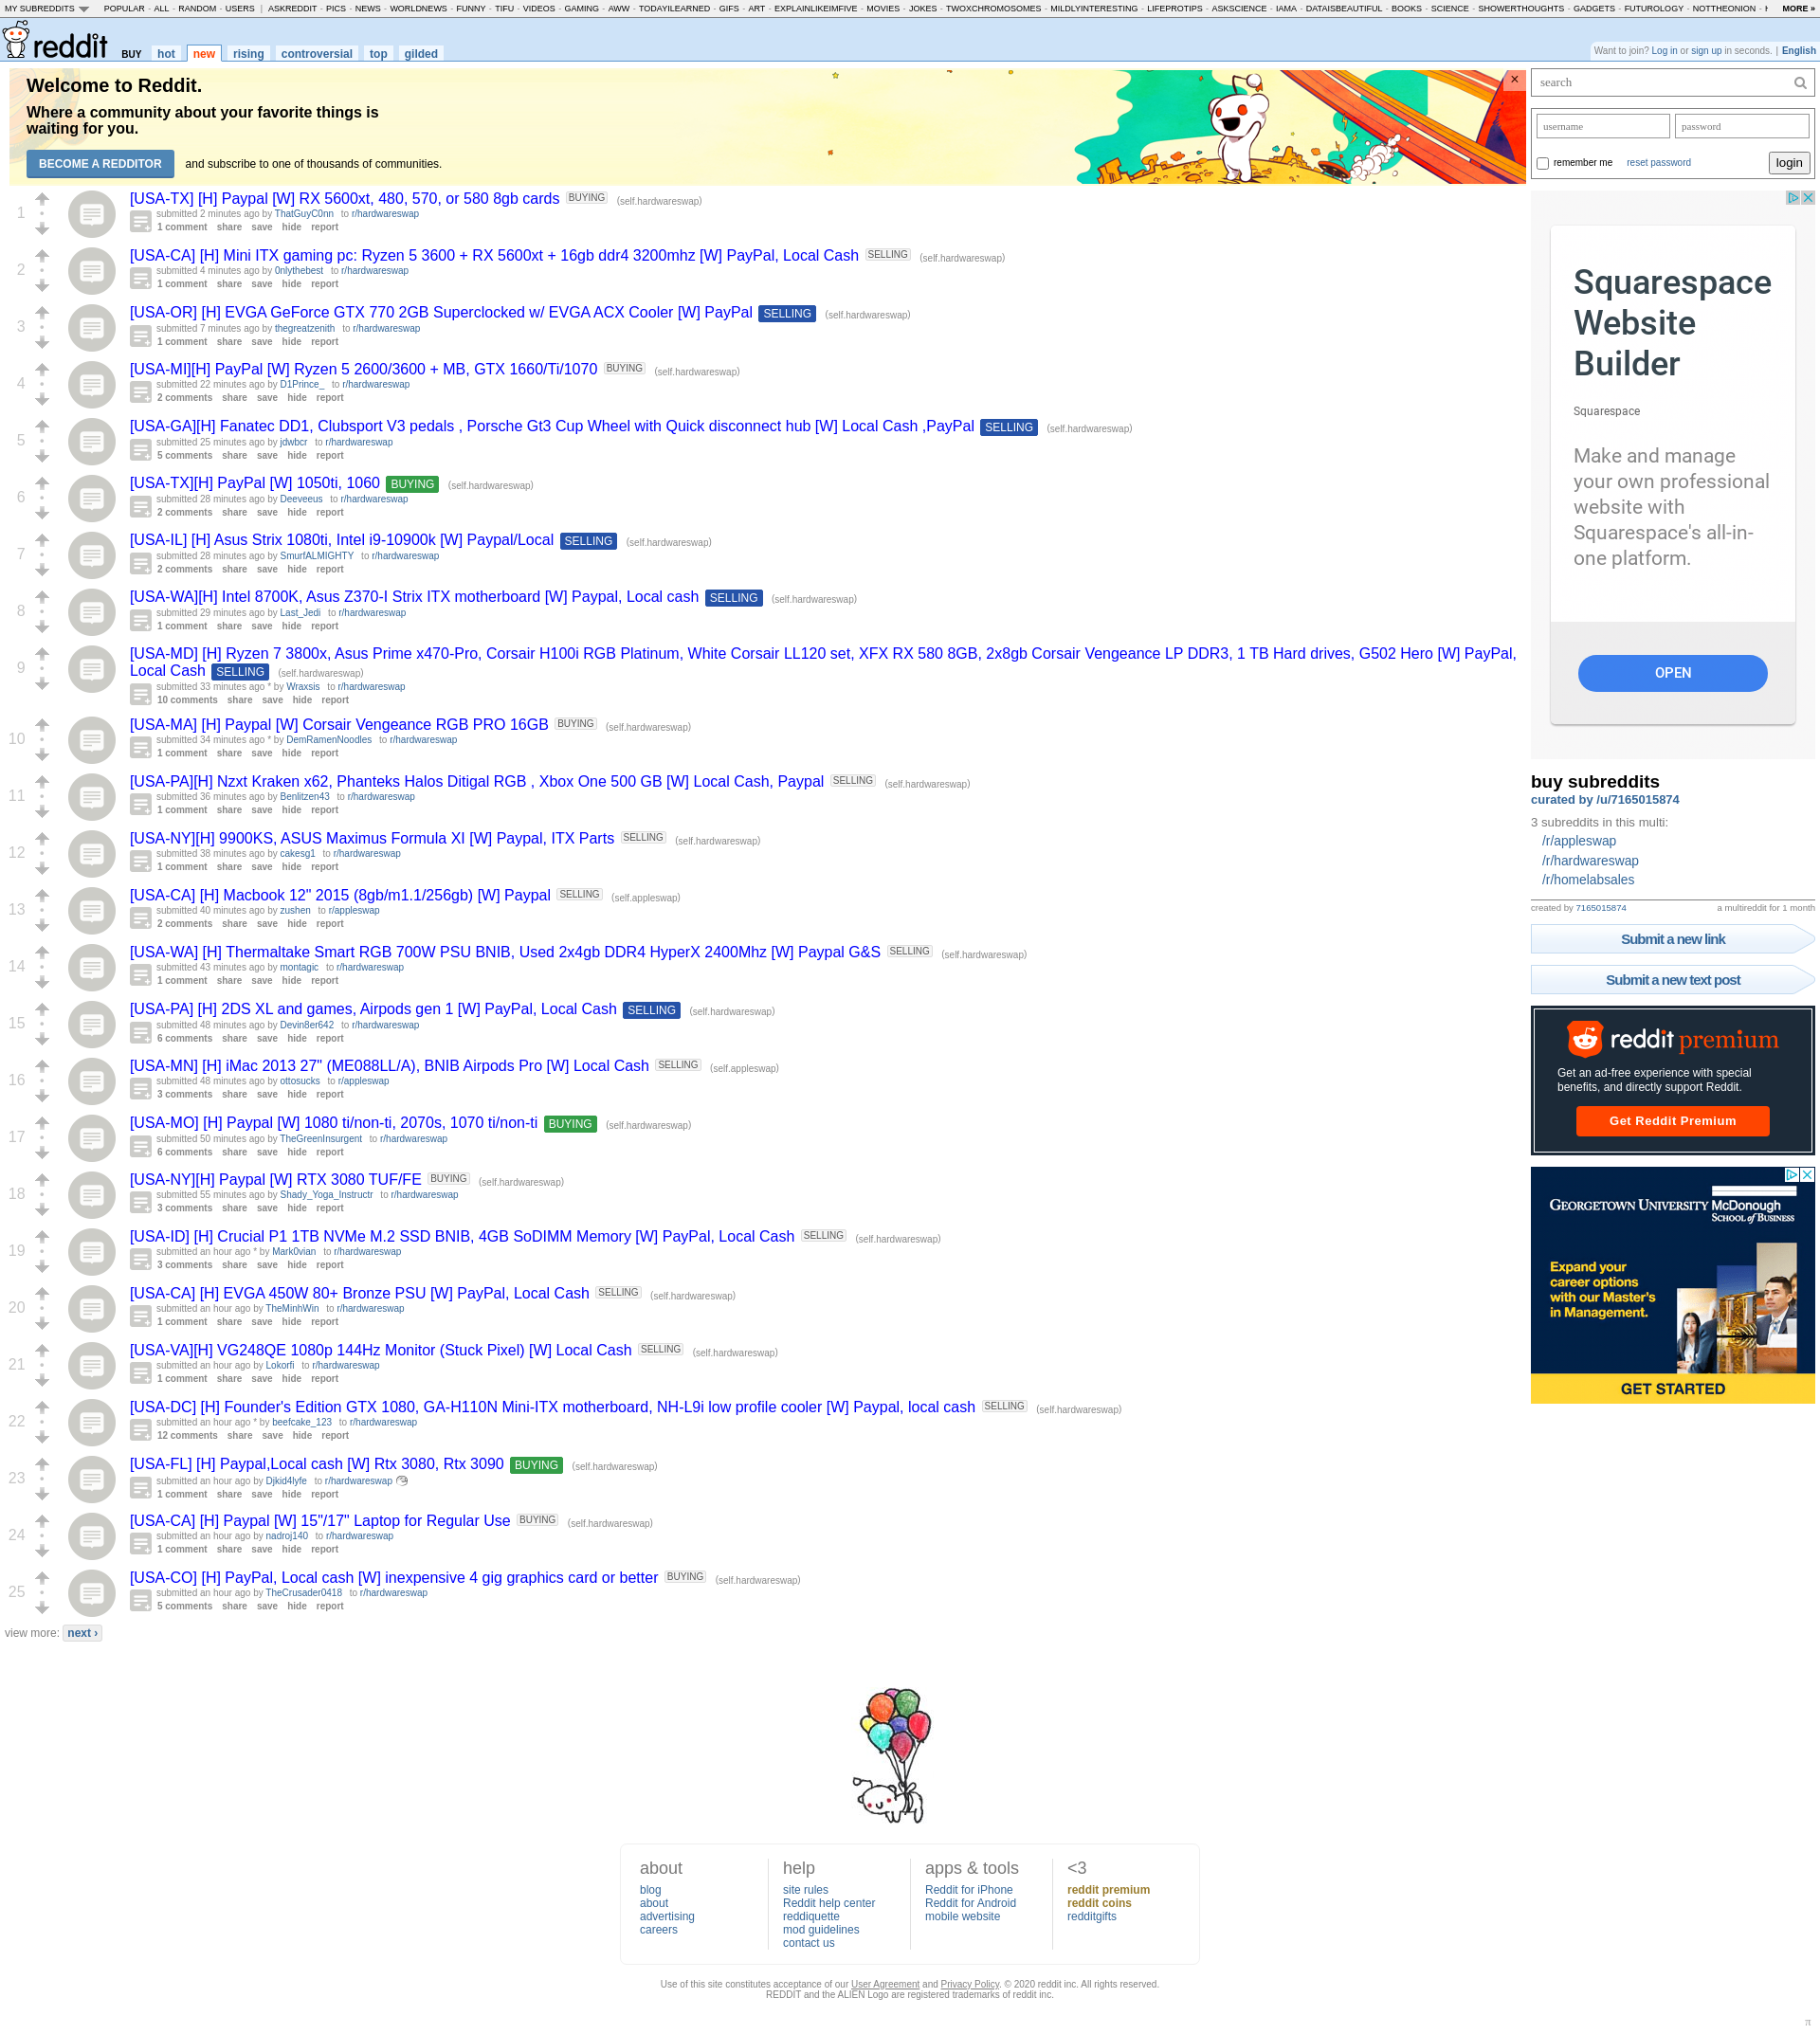 MY SUBREDDITS POPULAR - ALL - RANDOM - USERS | ASKREDDIT - PICS - NEWS - WORLDNEWS - FUNNY - TIFU - VIDEOS - GAMING - AWW - TODAYILEARNED - GIFS - ART - EXPLAINLIKEIMFIVE - MOVIES - JOKES - TWOXCHROMOSOMES - MILDLYINTERESTING - LIFEPROTIPS - ASKSCIENCE - IAMA - DATAISBEAUTIFUL - BOOKS - SCIENCE - SHOWERTHOUGHTS - GADGETS - FUTUROLOGY - NOTTHEONION - MORE »
reddit BUY hot new rising controversial top gilded
Want to join? Log in or sign up in seconds. | English
Welcome to Reddit.
Where a community about your favorite things is
waiting for you.
BECOME A REDDITOR and subscribe to one of thousands of communities.
×
1
[USA-TX] [H] Paypal [W] RX 5600xt, 480, 570, or 580 8gb cards BUYING (self.hardwareswap)
submitted 2 minutes ago by ThatGuyC0nn to r/hardwareswap
1 comment share save hide report
2
[USA-CA] [H] Mini ITX gaming pc: Ryzen 5 3600 + RX 5600xt + 16gb ddr4 3200mhz [W] PayPal, Local Cash SELLING (self.hardwareswap)
submitted 4 minutes ago by 0nlythebest to r/hardwareswap
1 comment share save hide report
3
[USA-OR] [H] EVGA GeForce GTX 770 2GB Superclocked w/ EVGA ACX Cooler [W] PayPal SELLING (self.hardwareswap)
submitted 7 minutes ago by thegreatzenith to r/hardwareswap
1 comment share save hide report
4
[USA-MI][H] PayPal [W] Ryzen 5 2600/3600 + MB, GTX 1660/Ti/1070 BUYING (self.hardwareswap)
submitted 22 minutes ago by D1Prince_ to r/hardwareswap
2 comments share save hide report
5
[USA-GA][H] Fanatec DD1, Clubsport V3 pedals , Porsche Gt3 Cup Wheel with Quick disconnect hub [W] Local Cash ,PayPal SELLING (self.hardwareswap)
submitted 25 minutes ago by jdwbcr to r/hardwareswap
5 comments share save hide report
6
[USA-TX][H] PayPal [W] 1050ti, 1060 BUYING (self.hardwareswap)
submitted 28 minutes ago by Deeveeus to r/hardwareswap
2 comments share save hide report
7
[USA-IL] [H] Asus Strix 1080ti, Intel i9-10900k [W] Paypal/Local SELLING (self.hardwareswap)
submitted 28 minutes ago by SmurfALMIGHTY to r/hardwareswap
2 comments share save hide report
8
[USA-WA][H] Intel 8700K, Asus Z370-I Strix ITX motherboard [W] Paypal, Local cash SELLING (self.hardwareswap)
submitted 29 minutes ago by Last_Jedi to r/hardwareswap
1 comment share save hide report
9
[USA-MD] [H] Ryzen 7 3800x, Asus Prime x470-Pro, Corsair H100i RGB Platinum, White Corsair LL120 set, XFX RX 580 8GB, 2x8gb Corsair Vengeance LP DDR3, 1 TB Hard drives, G502 Hero [W] PayPal,
Local Cash SELLING (self.hardwareswap)
submitted 33 minutes ago * by Wraxsis to r/hardwareswap
10 comments share save hide report
10
[USA-MA] [H] Paypal [W] Corsair Vengeance RGB PRO 16GB BUYING (self.hardwareswap)
submitted 34 minutes ago * by DemRamenNoodles to r/hardwareswap
1 comment share save hide report
11
[USA-PA][H] Nzxt Kraken x62, Phanteks Halos Ditigal RGB , Xbox One 500 GB [W] Local Cash, Paypal SELLING (self.hardwareswap)
submitted 36 minutes ago by Benlitzen43 to r/hardwareswap
1 comment share save hide report
12
[USA-NY][H] 9900KS, ASUS Maximus Formula XI [W] Paypal, ITX Parts SELLING (self.hardwareswap)
submitted 38 minutes ago by cakesg1 to r/hardwareswap
1 comment share save hide report
13
[USA-CA] [H] Macbook 12" 2015 (8gb/m1.1/256gb) [W] Paypal SELLING (self.appleswap)
submitted 40 minutes ago by zushen to r/appleswap
2 comments share save hide report
14
[USA-WA] [H] Thermaltake Smart RGB 700W PSU BNIB, Used 2x4gb DDR4 HyperX 2400Mhz [W] Paypal G&S SELLING (self.hardwareswap)
submitted 43 minutes ago by montagic to r/hardwareswap
1 comment share save hide report
15
[USA-PA] [H] 2DS XL and games, Airpods gen 1 [W] PayPal, Local Cash SELLING (self.hardwareswap)
submitted 48 minutes ago by Devin8er642 to r/hardwareswap
6 comments share save hide report
16
[USA-MN] [H] iMac 2013 27" (ME088LL/A), BNIB Airpods Pro [W] Local Cash SELLING (self.appleswap)
submitted 48 minutes ago by ottosucks to r/appleswap
3 comments share save hide report
17
[USA-MO] [H] Paypal [W] 1080 ti/non-ti, 2070s, 1070 ti/non-ti BUYING (self.hardwareswap)
submitted 50 minutes ago by TheGreenInsurgent to r/hardwareswap
6 comments share save hide report
18
[USA-NY][H] Paypal [W] RTX 3080 TUF/FE BUYING (self.hardwareswap)
submitted 55 minutes ago by Shady_Yoga_Instructr to r/hardwareswap
3 comments share save hide report
19
[USA-ID] [H] Crucial P1 1TB NVMe M.2 SSD BNIB, 4GB SoDIMM Memory [W] PayPal, Local Cash SELLING (self.hardwareswap)
submitted an hour ago * by Mark0vian to r/hardwareswap
3 comments share save hide report
20
[USA-CA] [H] EVGA 450W 80+ Bronze PSU [W] PayPal, Local Cash SELLING (self.hardwareswap)
submitted an hour ago by TheMinhWin to r/hardwareswap
1 comment share save hide report
21
[USA-VA][H] VG248QE 1080p 144Hz Monitor (Stuck Pixel) [W] Local Cash SELLING (self.hardwareswap)
submitted an hour ago by Lokorfi to r/hardwareswap
1 comment share save hide report
22
[USA-DC] [H] Founder's Edition GTX 1080, GA-H110N Mini-ITX motherboard, NH-L9i low profile cooler [W] Paypal, local cash SELLING (self.hardwareswap)
submitted an hour ago * by beefcake_123 to r/hardwareswap
12 comments share save hide report
23
[USA-FL] [H] Paypal,Local cash [W] Rtx 3080, Rtx 3090 BUYING (self.hardwareswap)
submitted an hour ago by Djkid4lyfe to r/hardwareswap
1 comment share save hide report
24
[USA-CA] [H] Paypal [W] 15"/17" Laptop for Regular Use BUYING (self.hardwareswap)
submitted an hour ago by nadroj140 to r/hardwareswap
1 comment share save hide report
25
[USA-CO] [H] PayPal, Local cash [W] inexpensive 4 gig graphics card or better BUYING (self.hardwareswap)
submitted an hour ago by TheCrusader0418 to r/hardwareswap
5 comments share save hide report
view more: next ›
search
username password
remember me reset password login
Squarespace
Website
Builder
Squarespace
Make and manage
your own professional
website with
Squarespace's all-in-
one platform.
OPEN
buy subreddits
curated by /u/7165015874
3 subreddits in this multi:
/r/appleswap
/r/hardwareswap
/r/homelabsales
created by 7165015874 a multireddit for 1 month
Submit a new link
Submit a new text post
reddit premium
Get an ad-free experience with special
benefits, and directly support Reddit.
Get Reddit Premium
GEORGETOWN UNIVERSITY McDonough
SCHOOL of BUSINESS
Expand your
career options
with our Master's
in Management.
GET STARTED
about
blog
about
advertising
careers
help
site rules
Reddit help center
reddiquette
mod guidelines
contact us
apps & tools
Reddit for iPhone
Reddit for Android
mobile website
<3
reddit premium
reddit coins
redditgifts
Use of this site constitutes acceptance of our User Agreement and Privacy Policy. © 2020 reddit inc. All rights reserved.
REDDIT and the ALIEN Logo are registered trademarks of reddit inc.
π